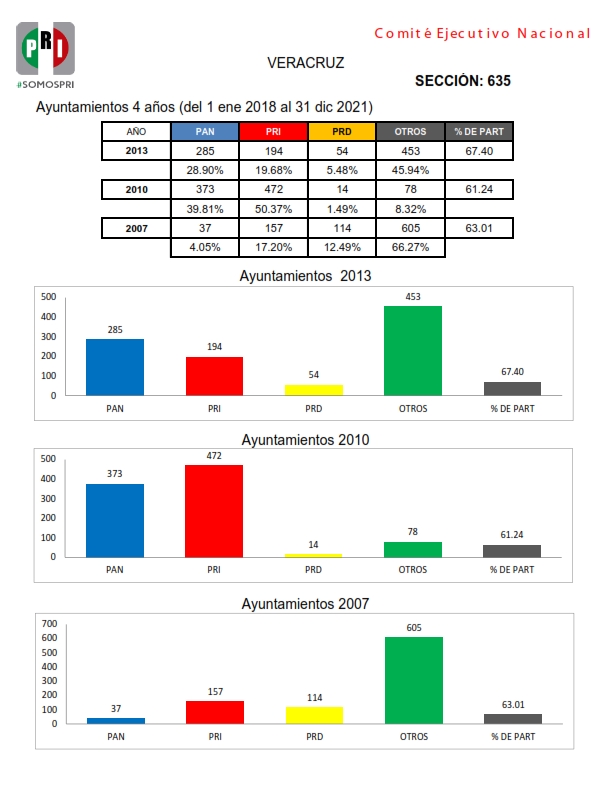 Comité Ejecutivo Nacional
PRI
#SOMOSPRI
VERACRUZ
SECCIÓN: 635
Ayuntamientos 4 años (del 1 ene 2018 al 31 dic 2021)
AÑO PAN PRI PRD OTROS % DE PART
2013 285 194 54 453 67.40
28.90% 19.68% 5.48% 45.94%
2010 373 472 14 78 61.24
39.81% 50.37% 1.49% 8.32%
2007 37 157 114 605 63.01
4.05% 17.20% 12.49% 66.27%
Ayuntamientos 2013
500
400
300
200
100
0
285
194
54
453
67.40
PAN PRI PRD OTROS % DE PART
Ayuntamientos 2010
500
400
300
200
100
0
373
472
14
78
61.24
PAN PRI PRD OTROS % DE PART
Ayuntamientos 2007
700
600
500
400
300
200
100
0
37
157
114
605
63.01
PAN PRI PRD OTROS % DE PART